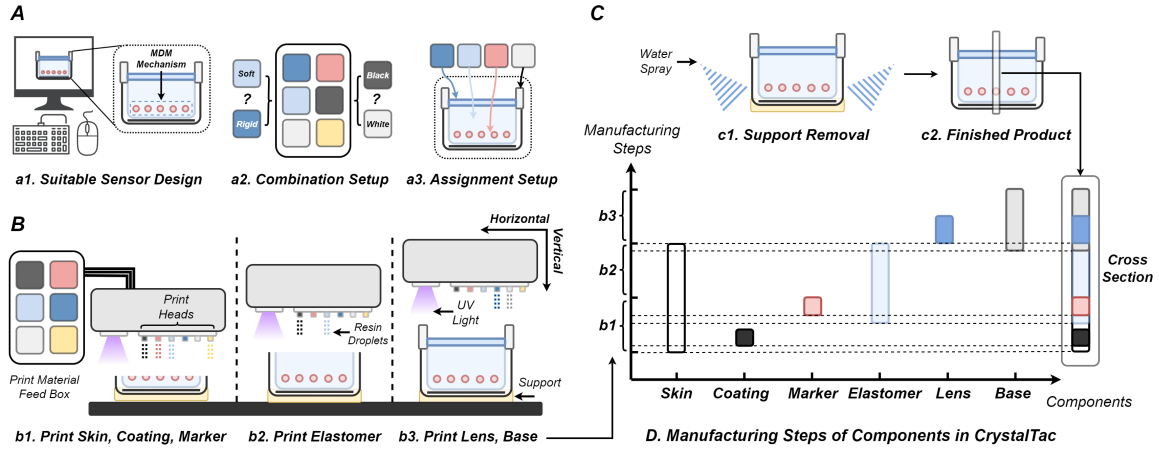 A
MDM
Mechanism
a1. Suitable Sensor Design
Soft
?
Rigid
Black
?
White
a2. Combination Setup
a3. Assignment Setup
B
Print Material
Feed Box
Print
Heads
b1. Print Skin, Coating, Marker
Resin
Droplets
b2. Print Elastomer
Horizontal
Vertical
UV
Light
Support
b3. Print Lens, Base
C
Water
Spray
c1. Support Removal
c2. Finished Product
Manufacturing
Steps
b3
b2
b1
Cross
Section
Skin
Coating
Marker
Elastomer
Lens
Base
Components
D. Manufacturing Steps of Components in CrystalTac